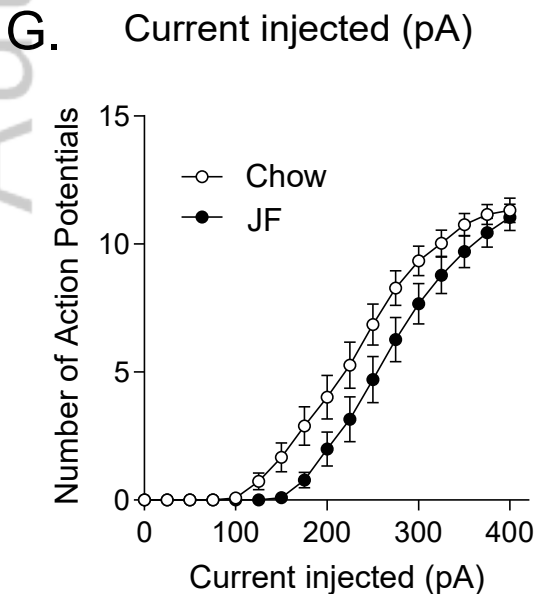 G.
Current injected (pA)
15
10
5
0
Number of Action Potentials
Chow
JF
0
100
200
300
400
Current injected (pA)